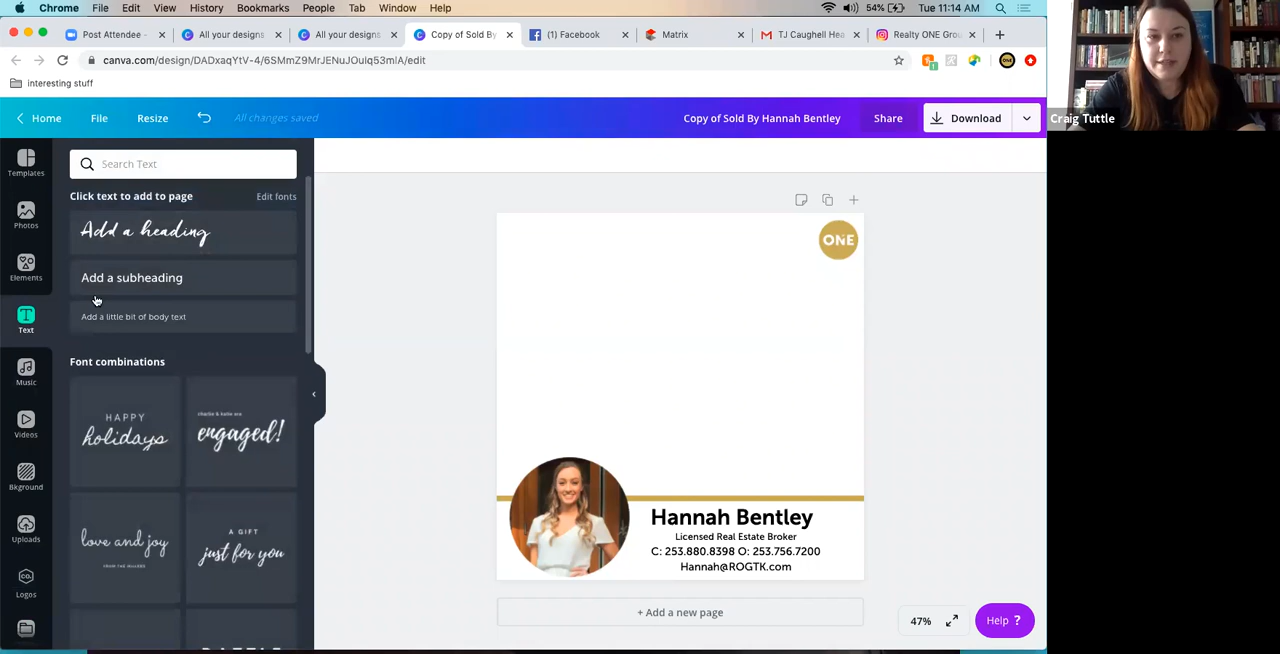 Chrome File Edit View History Bookmarks People Tab Window Help
54% Tue 11:14 AM
Post Attendee - All your designs All your designs Copy of Sold By (1) Facebook Matrix TJ Caughell Hea Realty ONE Grou
canva.com/design/DADxaqYtV-4/6SMmZ9MrJENuJOulq53mIA/edit
ONE
interesting stuff
Home File Resize All changes saved Copy of Sold By Hannah Bentley Share Download
Craig Tuttle
Templates
Photos
Elements
Text
Music
Videos
Bkground
Uploads
CO.
Logos
Search Text
Click text to add to page Edit fonts
Add a heading
Add a subheading
Add a little bit of body text
Font combinations
HAPPY
holidays
engaged!
love and joy
A GIFT
just for you
ONE
Hannah Bentley
Licensed Real Estate Broker
C: 253.880.8398 O: 253.756.7200
Hannah@ROGTK.com
+ Add a new page
47%
Help ?